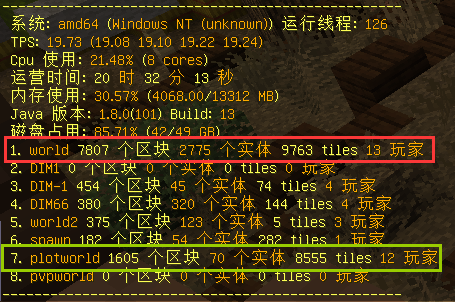 系统: amd64 (Windows NT (unknown)) 运行线程: 126
TPS: 19.73 (19.08 19.10 19.22 19.24)
Cpu 使用: 21.48% (8 cores)
运营时间: 20 时 32 分 13 秒
内存使用: 30.57% (4068.00/13312 MB)
Java 版本: 1.8.0(101) Build: 13
磁盘占用: 85.71% (42/49 GB)
1. world 7807 个区块 2775 个实体 9763 tiles 13 玩家
2. DIM1 0 个区块 0 个实体 0 tiles 0 玩家
3. DIM-1 454 个区块 45 个实体 74 tiles 4 玩家
4. DIM66 380 个区块 320 个实体 144 tiles 4 玩家
5. world2 375 个区块 123 个实体 5 tiles 3 玩家
6. spawn 182 个区块 54 个实体 282 tiles 1 玩家
7. plotworld 1605 个区块 70 个实体 8555 tiles 12 玩家
8. pvpworld 0 个区块 0 个实体 0 tiles 0 玩家